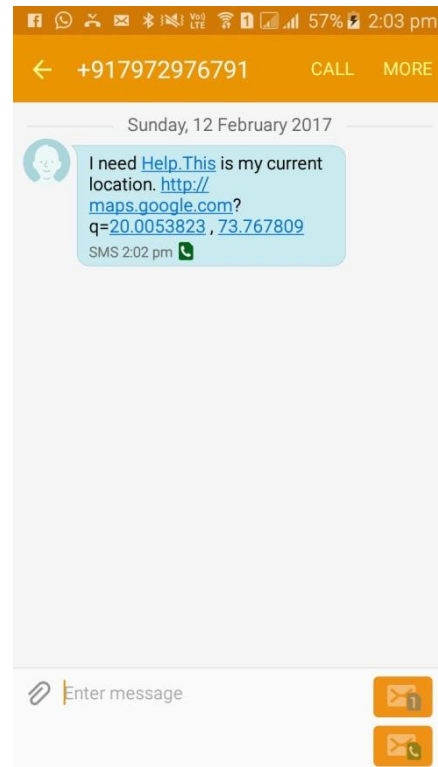 57% 2:03 pm
+917972976791 CALL MORE
Sunday, 12 February 2017
I need Help.This is my current
location. http://
maps.google.com?
q=20.0053823 , 73.767809
SMS 2:02 pm
Enter message
1